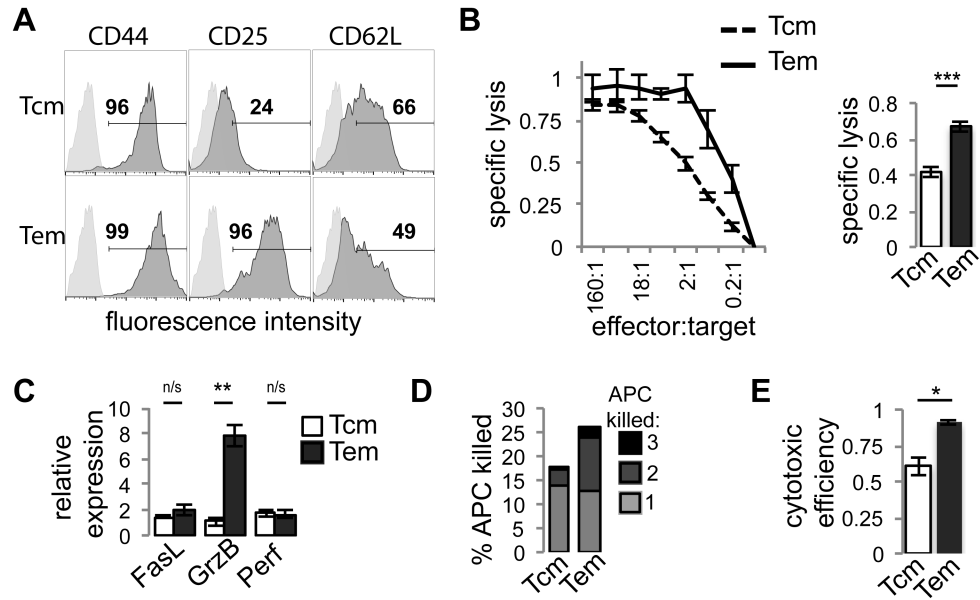 A
CD44 CD25 CD62L
Tcm 96 24 66
Tem 99 96 49
fluorescence intensity
B
Tcm
Tem
specific lysis
1
0.75
0.5
0.25
0
160:1 18:1 2:1 0.2:1
effector:target
***
specific lysis
0.8
0.6
0.4
0.2
0
Tcm Tem
C
n/s ** n/s
relative
expression
10
8
6
4
2
0
FasL GrzB Perf
Tcm
Tem
D
% APC killed
30
25
20
15
10
5
0
Tcm Tem
APC
killed:
3
2
1
E
*
cytotoxic
efficiency
1
0.75
0.5
0.25
0
Tcm Tem